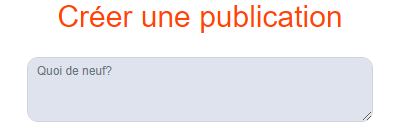 Créer une publication
Quoi de neuf?